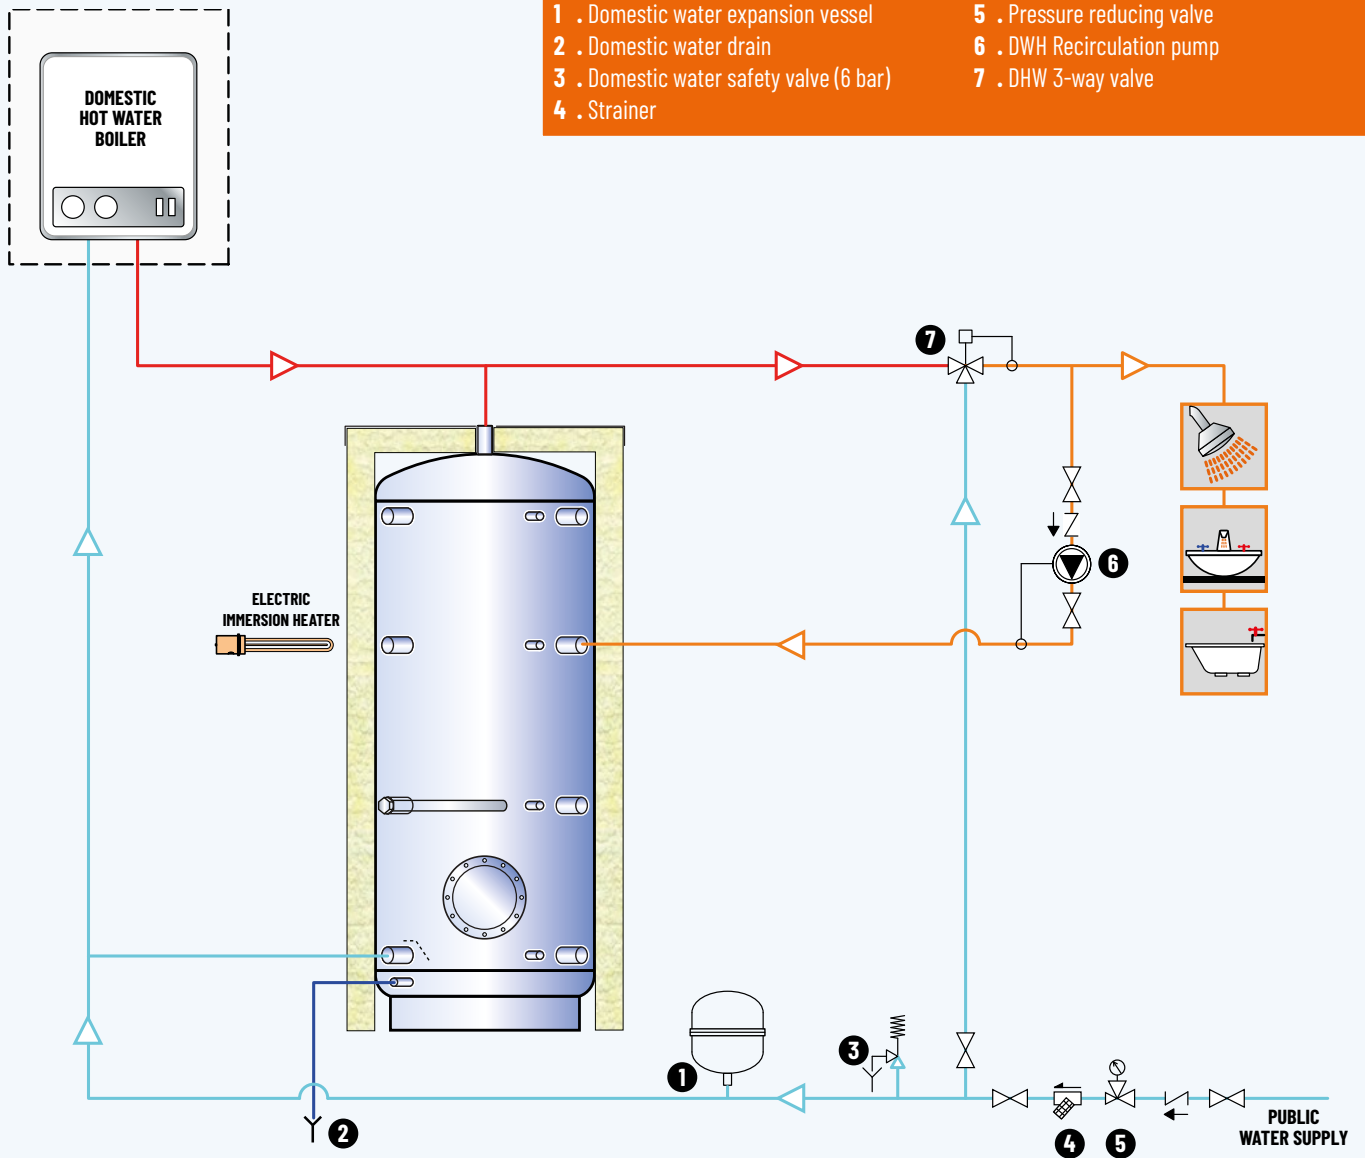 1 . Domestic water expansion vessel
2 . Domestic water drain
3 . Domestic water safety valve (6 bar)
4 . Strainer
5 . Pressure reducing valve
6 . DWH Recirculation pump
7 . DHW 3-way valve
DOMESTIC
HOT WATER
BOILER
7
6
ELECTRIC
IMMERSION HEATER
3
1
2
4
5
PUBLIC
WATER SUPPLY